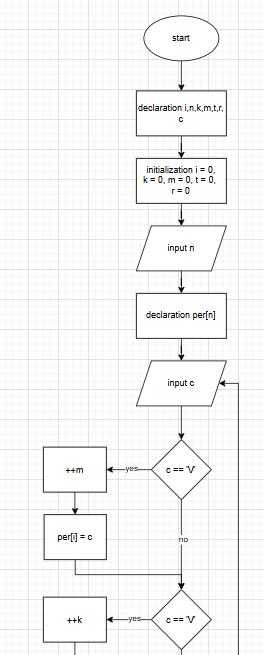 start
declaration i,n,k,m,t,r,
c
initialization i = 0,
k = 0, m = 0, t = 0,
r = 0
input n
declaration per[n]
input c
c == 'V'
yes
++m
per[i] = c
no
c == 'V'
yes
++k